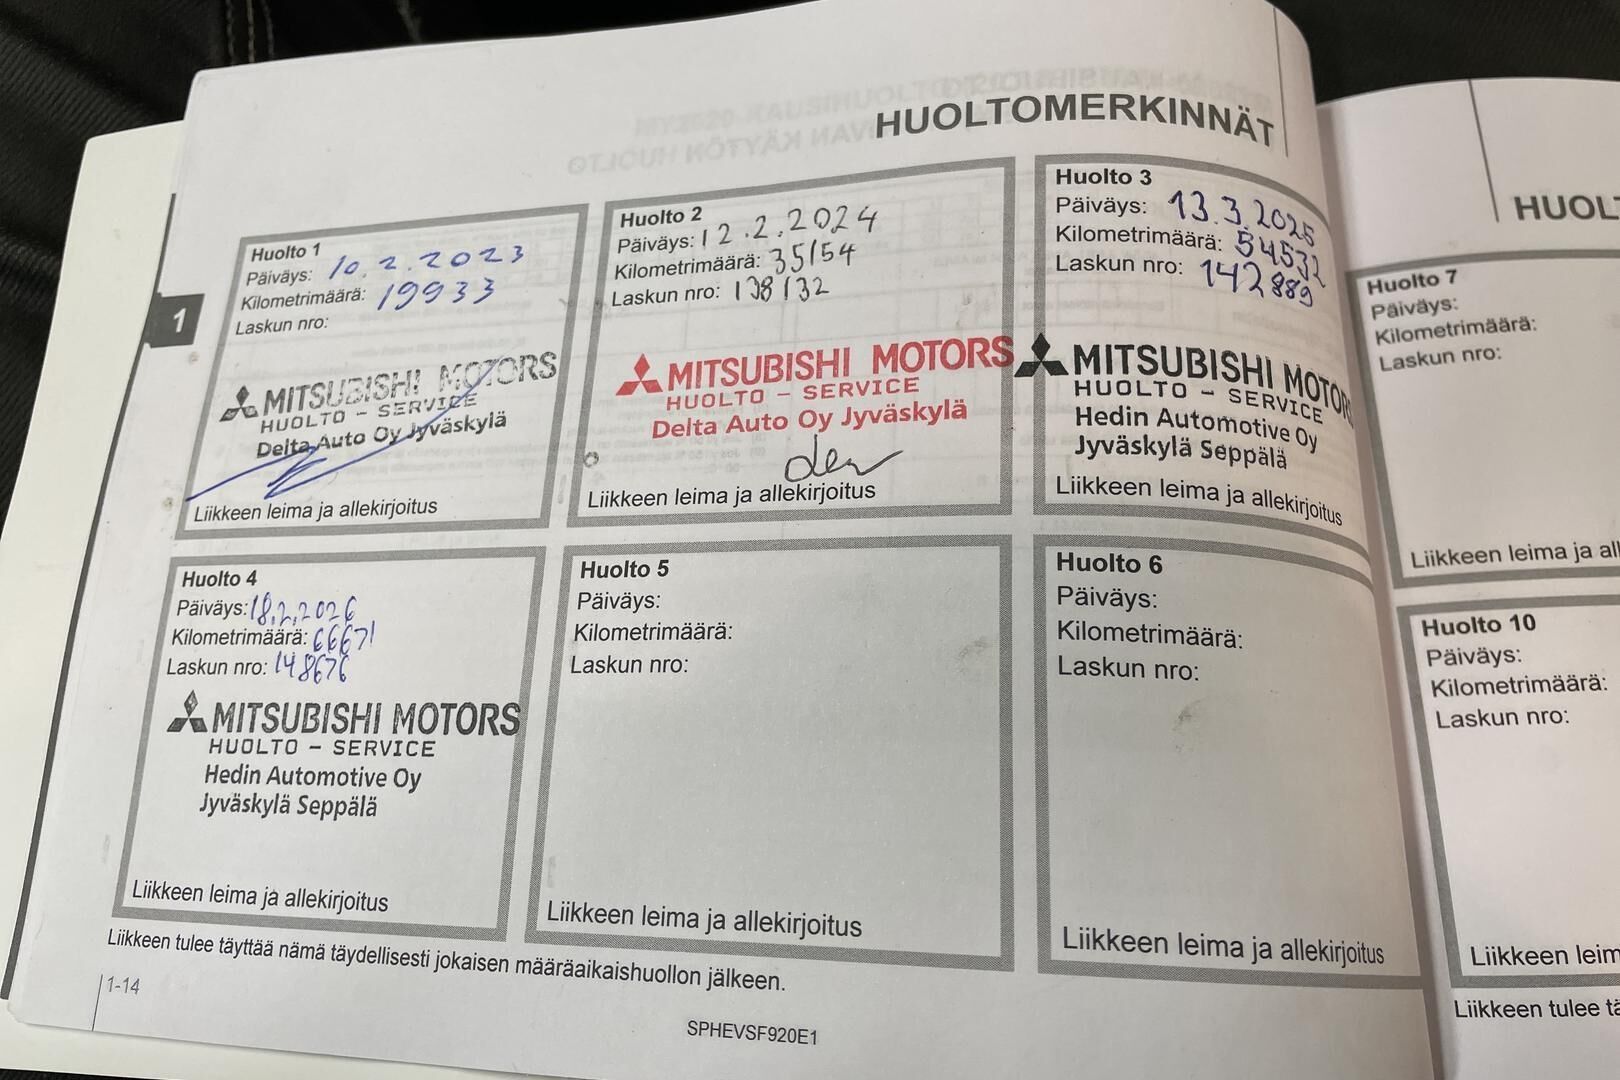 HUOLTOMERKINNÄT
1
Huolto 1
Päiväys: 10.2.2023
Kilometrimäärä: 19933
Laskun nro:
MITSUBISHI MOTORS
HUOLTO - SERVICE
Delta Auto Oy Jyväskylä
Liikkeen leima ja allekirjoitus
Huolto 2
Päiväys: 12.2.2024
Kilometrimäärä: 35154
Laskun nro: 138132
MITSUBISHI MOTORS
HUOLTO - SERVICE
Delta Auto Oy Jyväskylä
Liikkeen leima ja allekirjoitus
Huolto 3
Päiväys: 13.3.2025
Kilometrimäärä: 54532
Laskun nro: 142889
MITSUBISHI MOTORS
HUOLTO - SERVICE
Hedin Automotive Oy
Jyväskylä Seppälä
Liikkeen leima ja allekirjoitus
Huolto 4
Päiväys: 18.2.2026
Kilometrimäärä: 66671
Laskun nro: 148676
MITSUBISHI MOTORS
HUOLTO - SERVICE
Hedin Automotive Oy
Jyväskylä Seppälä
Liikkeen leima ja allekirjoitus
Huolto 5
Päiväys:
Kilometrimäärä:
Laskun nro:
Liikkeen leima ja allekirjoitus
Huolto 6
Päiväys:
Kilometrimäärä:
Laskun nro:
Liikkeen leima ja allekirjoitus
Liikkeen tulee täyttää nämä täydellisesti jokaisen määräaikaishuollon jälkeen.
1-14
SPHEVSF920E1
HUOLT
Huolto 7
Päiväys:
Kilometrimäärä:
Laskun nro:
Liikkeen leima ja all
Huolto 10
Päiväys:
Kilometrimäärä:
Laskun nro:
Liikkeen leim
Liikkeen tulee tä